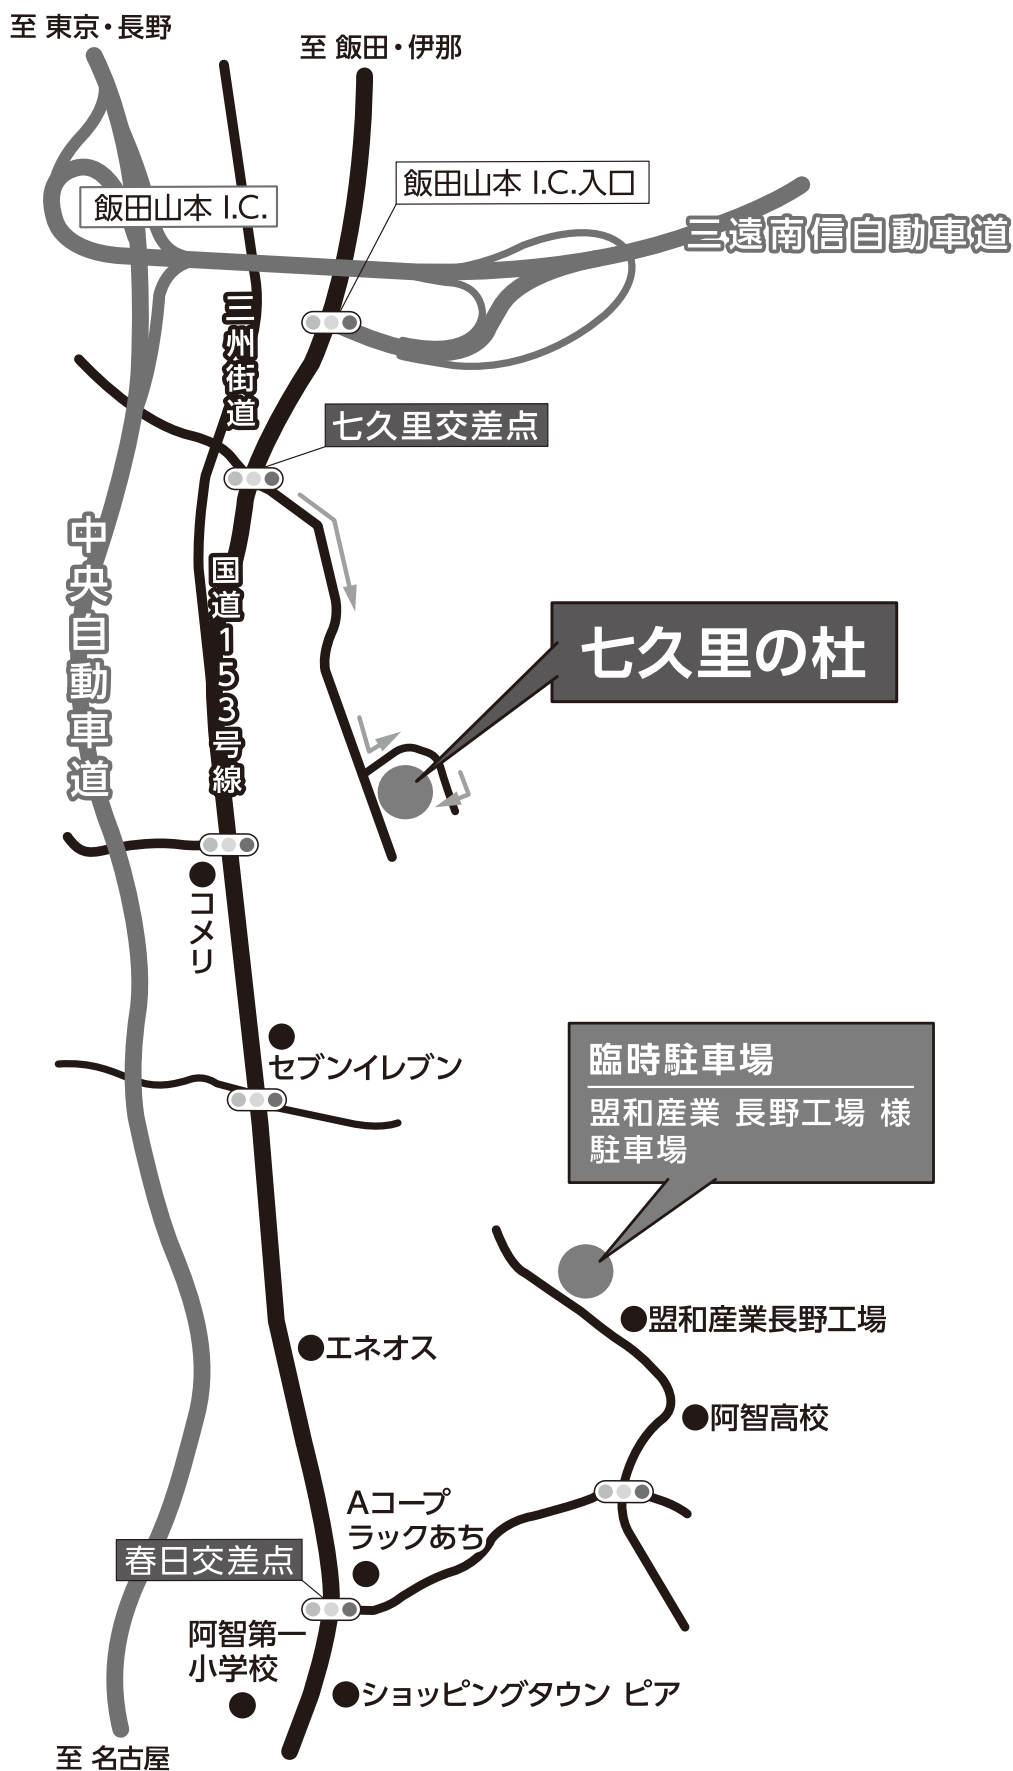 至 東京・長野
至 飯田・伊那
飯田山本 I.C.入口
飯田山本 I.C.
三遠南信自動車道
三州街道
七久里交差点
中央自動車道
国道153号線
七久里の杜
コメリ
セブンイレブン
臨時駐車場
盟和産業 長野工場 様
駐車場
盟和産業長野工場
エネオス
阿智高校
Aコープ
ラックあち
春日交差点
阿智第一
小学校
ショッピングタウン ピア
至 名古屋